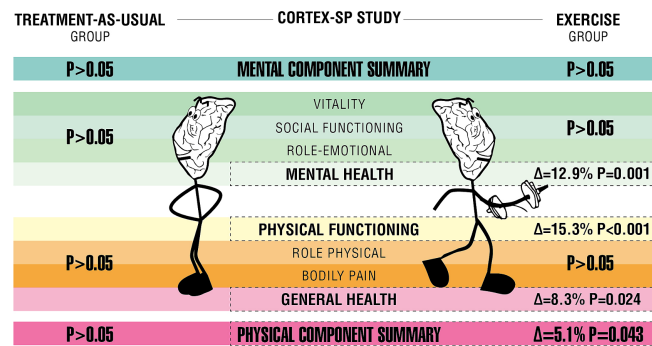 TREATMENT-AS-USUAL CORTEX-SP STUDY EXERCISE
GROUP GROUP
P>0.05 MENTAL COMPONENT SUMMARY P>0.05
VITALITY
SOCIAL FUNCTIONING
P>0.05 P>0.05
ROLE-EMOTIONAL
MENTAL HEALTH Δ=12.9% P=0.001
PHYSICAL FUNCTIONING Δ=15.3% P<0.001
ROLE PHYSICAL
P>0.05 P>0.05
BODILY PAIN
GENERAL HEALTH Δ=8.3% P=0.024
P>0.05 PHYSICAL COMPONENT SUMMARY Δ=5.1% P=0.043